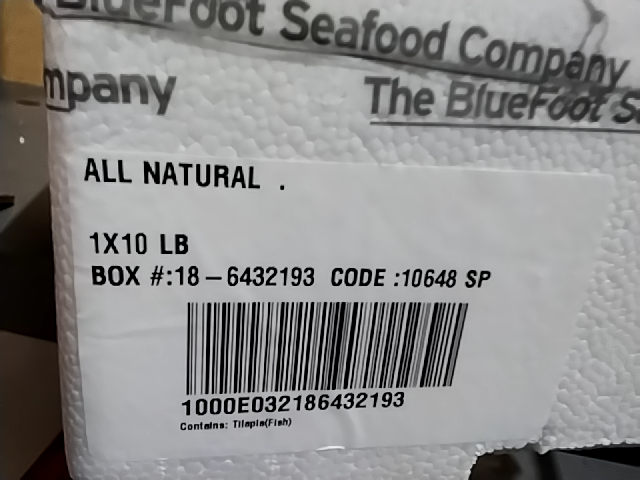 BlueFoot Seafood Company
mpany The BlueFoot S
ALL NATURAL .
1X10 LB
BOX #:18-6432193 CODE :10648 SP
1000E032186432193
Contains: Tilapia(Fish)